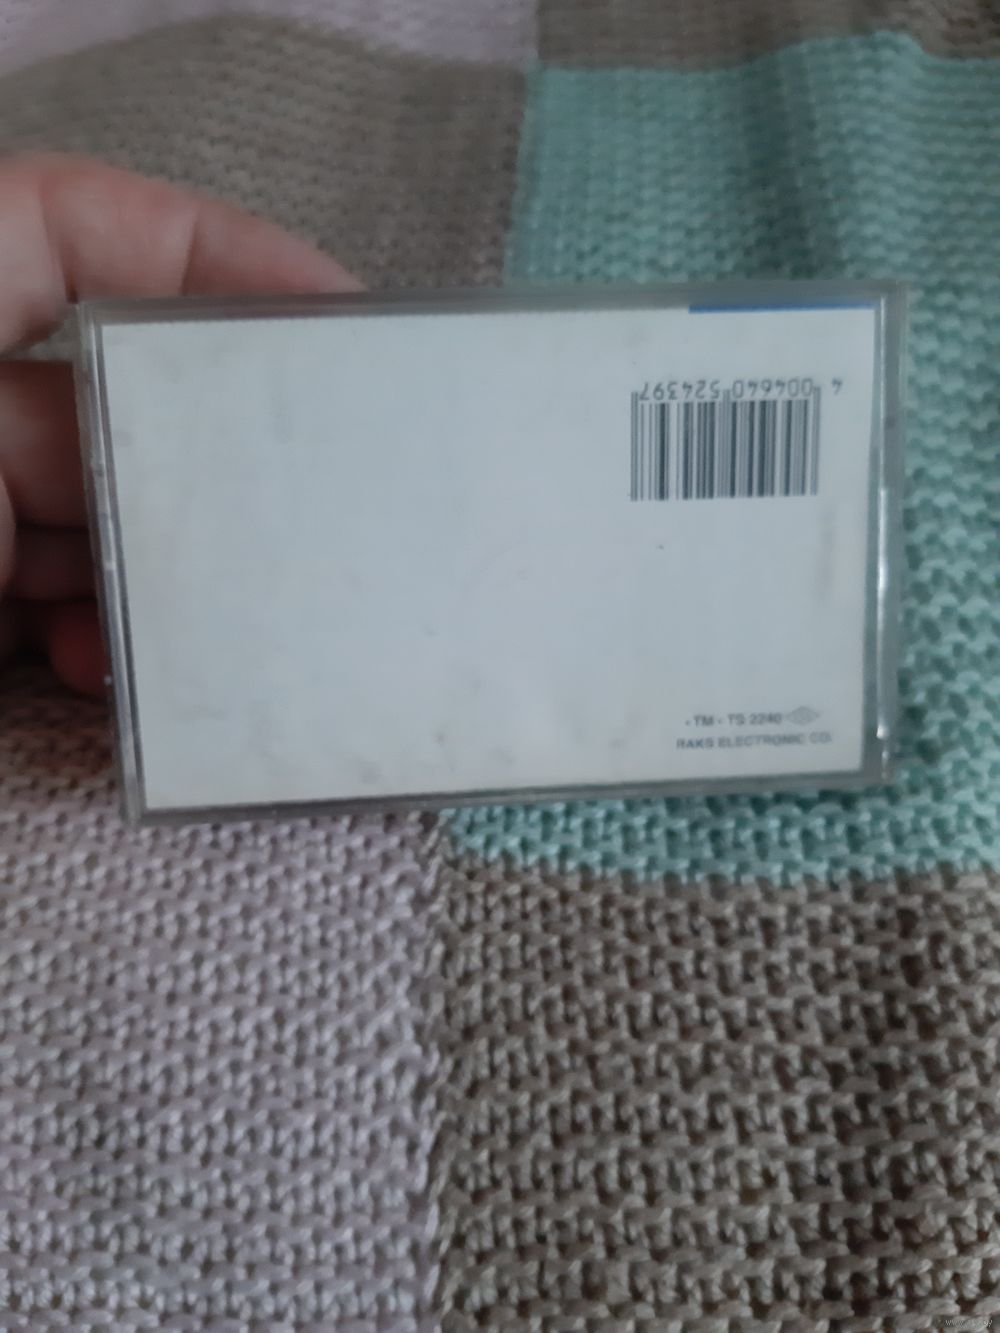 4 004640 524397
• TM • TS 2240
RAKS ELECTRONIC CO.